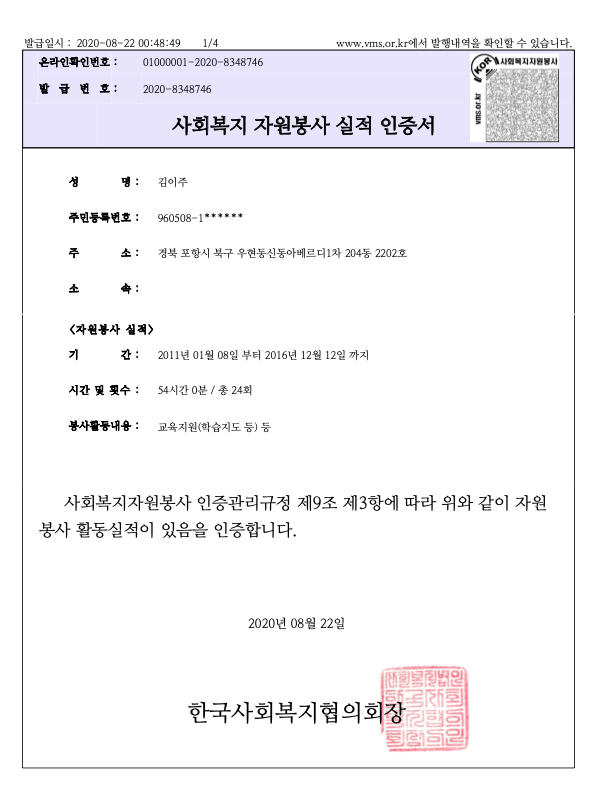 발급일시 : 2020-08-22 00:48:49 1/4 www.vms.or.kr에서 발행내역을 확인할 수 있습니다.
온라인확인번호 : 01000001-2020-8348746
발 급 번 호 : 2020-8348746
KOR 사회복지자원봉사
vms.or.kr
사회복지 자원봉사 실적 인증서
성 명 : 김이주
주민등록번호 : 960508-1******
주 소 : 경북 포항시 북구 우현동신동아베르디1차 204동 2202호
소 속 :
<자원봉사 실적>
기 간 : 2011년 01월 08일 부터 2016년 12월 12일 까지
시간 및 횟수 : 54시간 0분 / 총 24회
봉사활동내용 : 교육지원(학습지도 등) 등
사회복지자원봉사 인증관리규정 제9조 제3항에 따라 위와 같이 자원
봉사 활동실적이 있음을 인증합니다.
2020년 08월 22일
한국사회복지협의회장